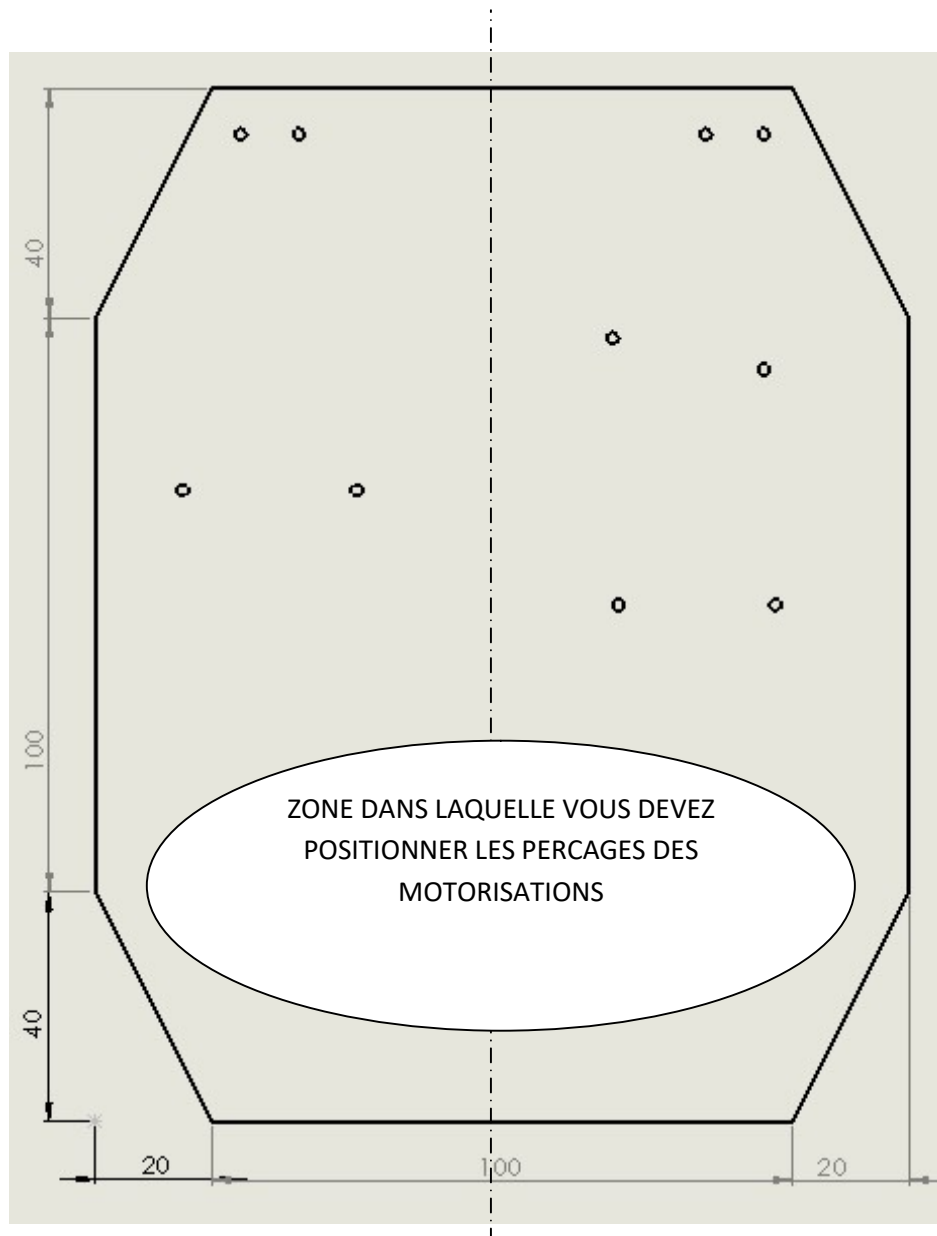 40
ZONE DANS LAQUELLE VOUS DEVEZ
POSITIONNER LES PERCAGES DES
MOTORISATIONS
100
40
20
100
20